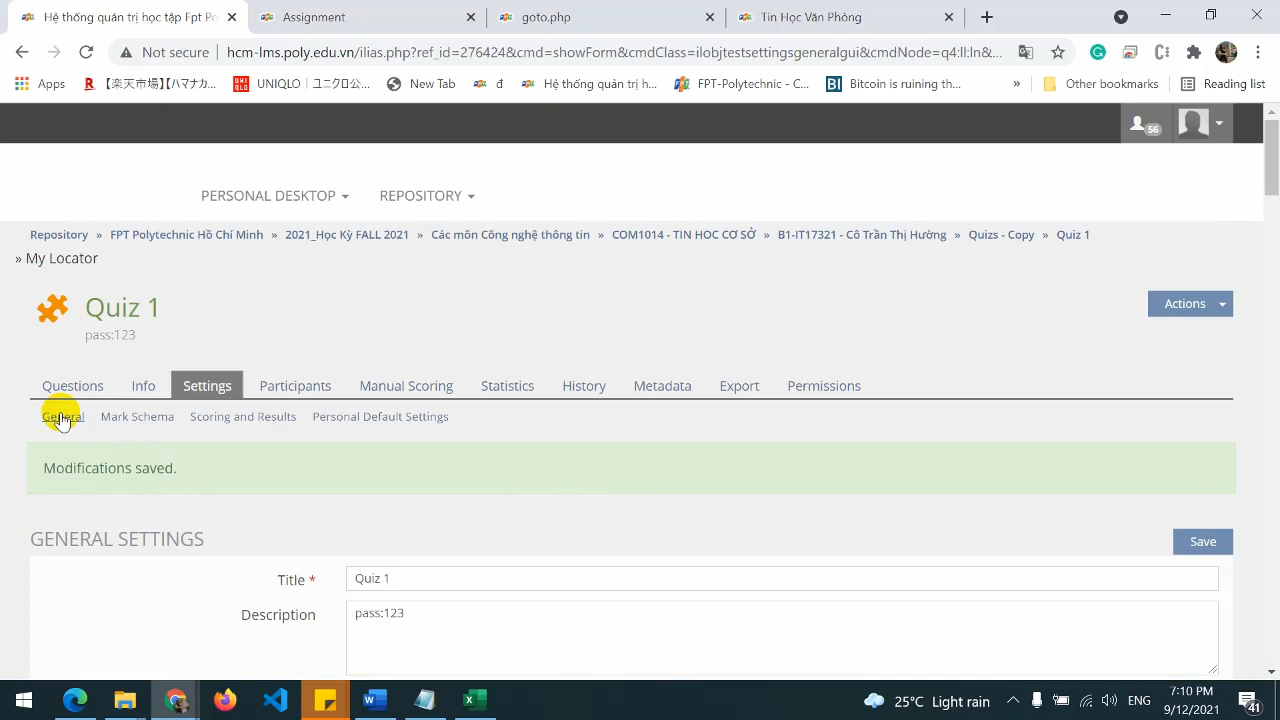 Hệ thống quản trị học tập Fpt Po
Assignment
goto.php
Tin Học Văn Phòng
Not secure
hcm-lms.poly.edu.vn/ilias.php?ref_id=276424&cmd=showForm&cmdClass=ilobjtestsettingsgeneralgui&cmdNode=q4:ll:ln&...
Apps
【楽天市場】【ハマナカ...
UNIQLO｜ユニクロ公...
New Tab
đ
Hệ thống quản trị h...
FPT-Polytechnic - C...
Bitcoin is ruining th...
»
Other bookmarks
Reading list
56
PERSONAL DESKTOP
REPOSITORY
Repository » FPT Polytechnic Hồ Chí Minh » 2021_Học Kỳ FALL 2021 » Các môn Công nghệ thông tin » COM1014 - TIN HOC CƠ SỞ » B1-IT17321 - Cô Trần Thị Hường » Quizs - Copy » Quiz 1
» My Locator
Quiz 1
pass:123
Actions
Questions
Info
Settings
Participants
Manual Scoring
Statistics
History
Metadata
Export
Permissions
General
Mark Schema
Scoring and Results
Personal Default Settings
Modifications saved.
GENERAL SETTINGS
Save
Title *
Quiz 1
Description
pass:123
25°C Light rain
ENG
7:10 PM
9/12/2021
41